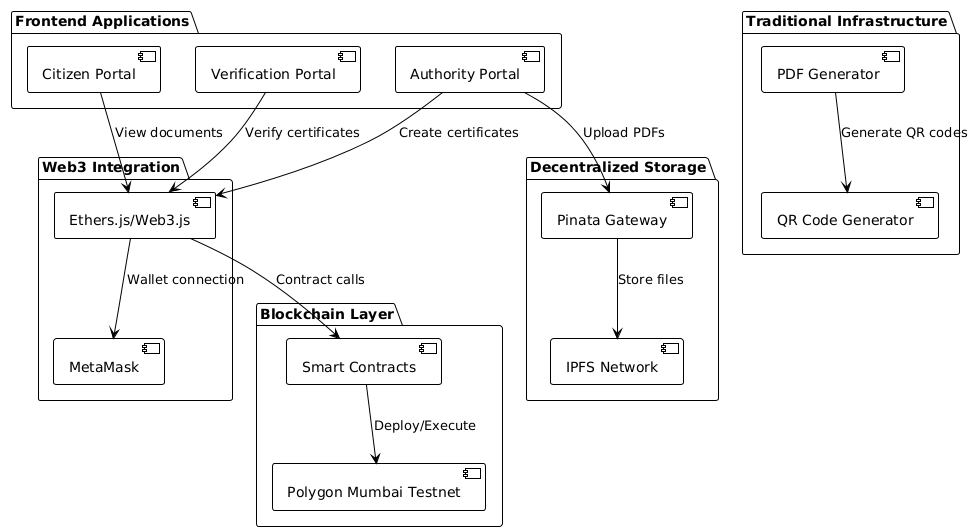 Frontend Applications
Traditional Infrastructure
Citizen Portal
Verification Portal
Authority Portal
PDF Generator
View documents
Verify certificates
Create certificates
Upload PDFs
Generate QR codes
Web3 Integration
Decentralized Storage
Ethers.js/Web3.js
Pinata Gateway
QR Code Generator
Wallet connection
Contract calls
Store files
Blockchain Layer
MetaMask
Smart Contracts
IPFS Network
Deploy/Execute
Polygon Mumbai Testnet